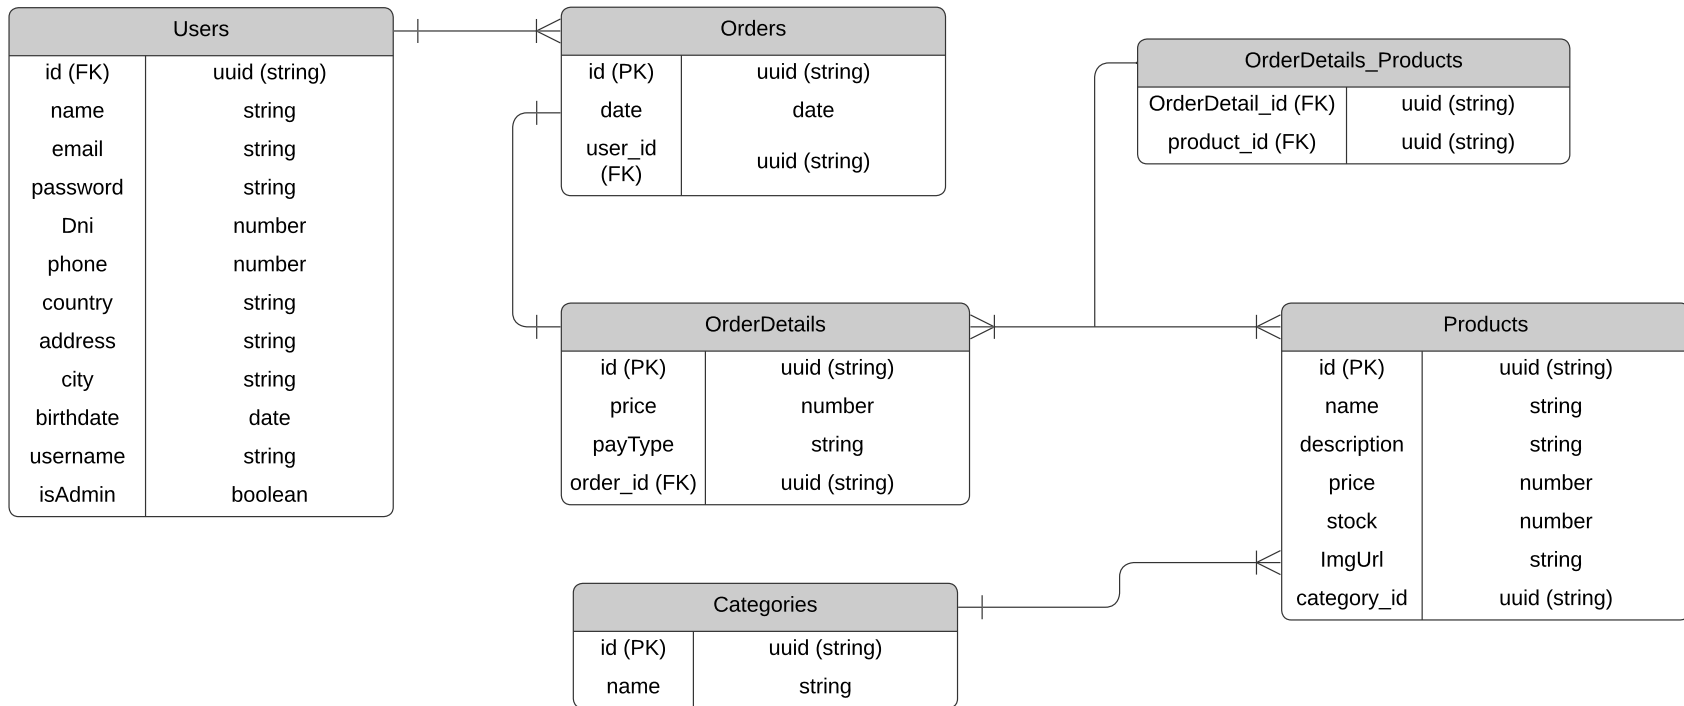 Users
id (FK) uuid (string)
name string
email string
password string
Dni number
phone number
country string
address string
city string
birthdate date
username string
isAdmin boolean
Orders
id (PK) uuid (string)
date date
user_id
(FK) uuid (string)
OrderDetails_Products
OrderDetail_id (FK) uuid (string)
product_id (FK) uuid (string)
OrderDetails
id (PK) uuid (string)
price number
payType string
order_id (FK) uuid (string)
Products
id (PK) uuid (string)
name string
description string
price number
stock number
ImgUrl string
category_id uuid (string)
Categories
id (PK) uuid (string)
name string